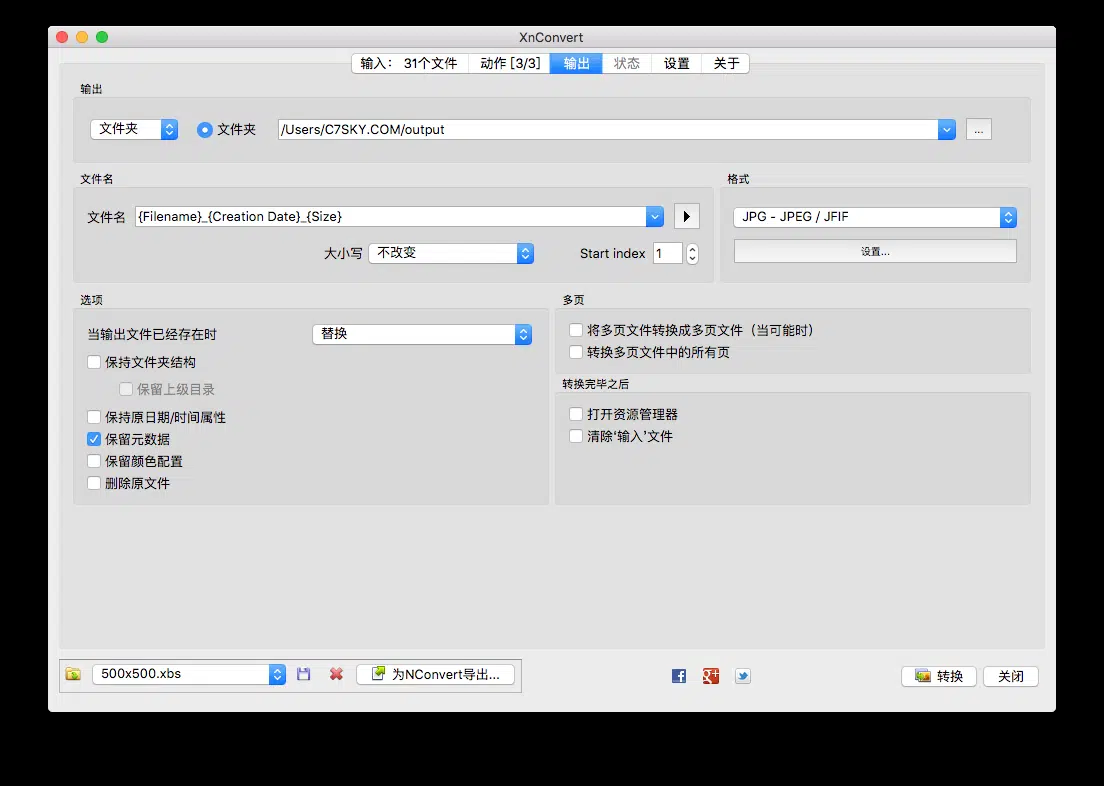 XnConvert
输入: 31个文件 动作 [3/3] 输出 状态 设置 关于
输出
文件夹 文件夹 /Users/C7SKY.COM/output ...
文件名
文件名 {Filename}_{Creation Date}_{Size}
大小写 不改变 Start index 1
格式
JPG - JPEG / JFIF
设置...
选项
当输出文件已经存在时 替换
保持文件夹结构
保留上级目录
保持原日期/时间属性
保留元数据
保留颜色配置
删除原文件
多页
将多页文件转换成多页文件（当可能时）
转换多页文件中的所有页
转换完毕之后
打开资源管理器
清除‘输入’文件
500x500.xbs 为NConvert导出... f g+ 转换 关闭